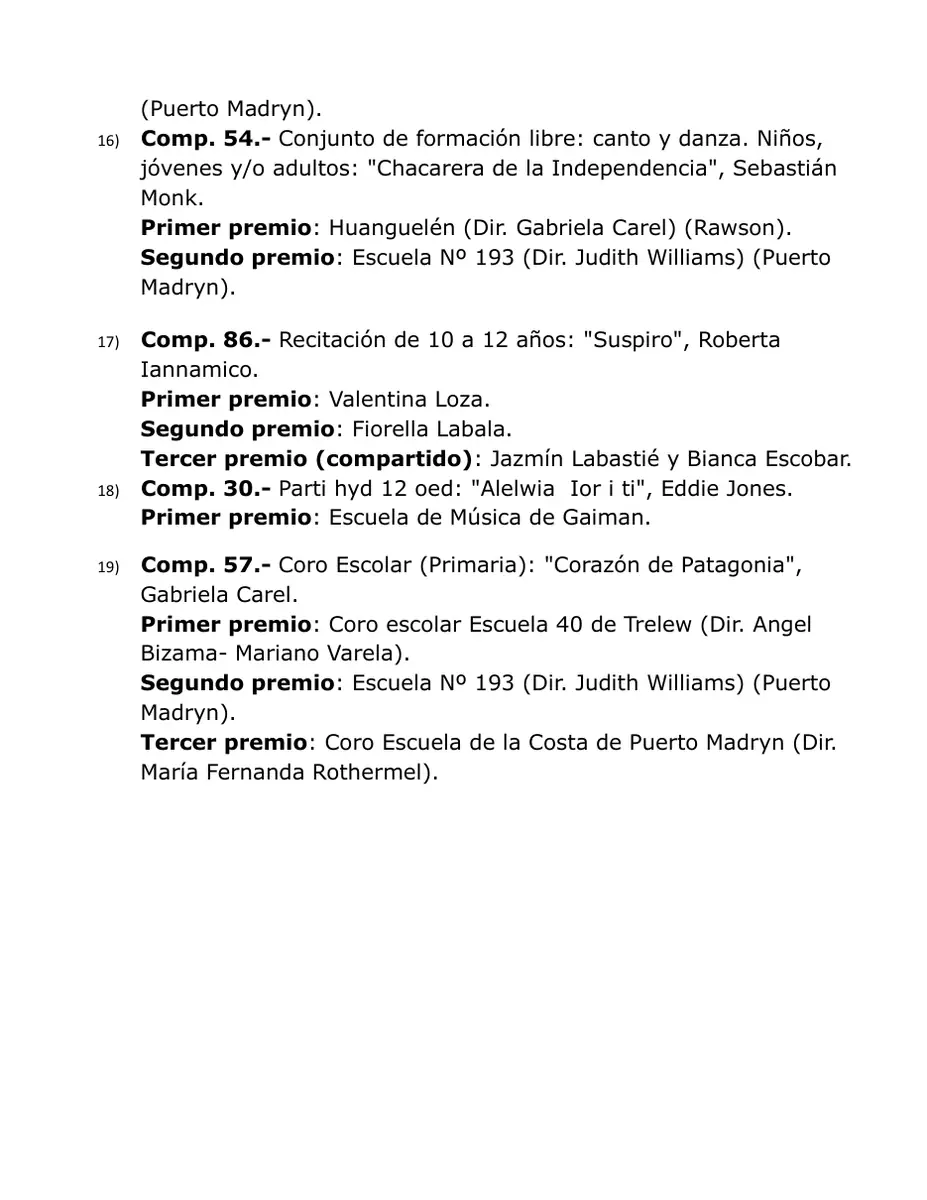 (Puerto Madryn).
16) Comp. 54.- Conjunto de formación libre: canto y danza. Niños,
jóvenes y/o adultos: "Chacarera de la Independencia", Sebastián
Monk.
Primer premio: Huanguelén (Dir. Gabriela Carel) (Rawson).
Segundo premio: Escuela Nº 193 (Dir. Judith Williams) (Puerto
Madryn).
17) Comp. 86.- Recitación de 10 a 12 años: "Suspiro", Roberta
Iannamico.
Primer premio: Valentina Loza.
Segundo premio: Fiorella Labala.
Tercer premio (compartido): Jazmín Labastié y Bianca Escobar.
18) Comp. 30.- Parti hyd 12 oed: "Alelwia  Ior i ti", Eddie Jones.
Primer premio: Escuela de Música de Gaiman.
19) Comp. 57.- Coro Escolar (Primaria): "Corazón de Patagonia",
Gabriela Carel.
Primer premio: Coro escolar Escuela 40 de Trelew (Dir. Angel
Bizama- Mariano Varela).
Segundo premio: Escuela Nº 193 (Dir. Judith Williams) (Puerto
Madryn).
Tercer premio: Coro Escuela de la Costa de Puerto Madryn (Dir.
María Fernanda Rothermel).